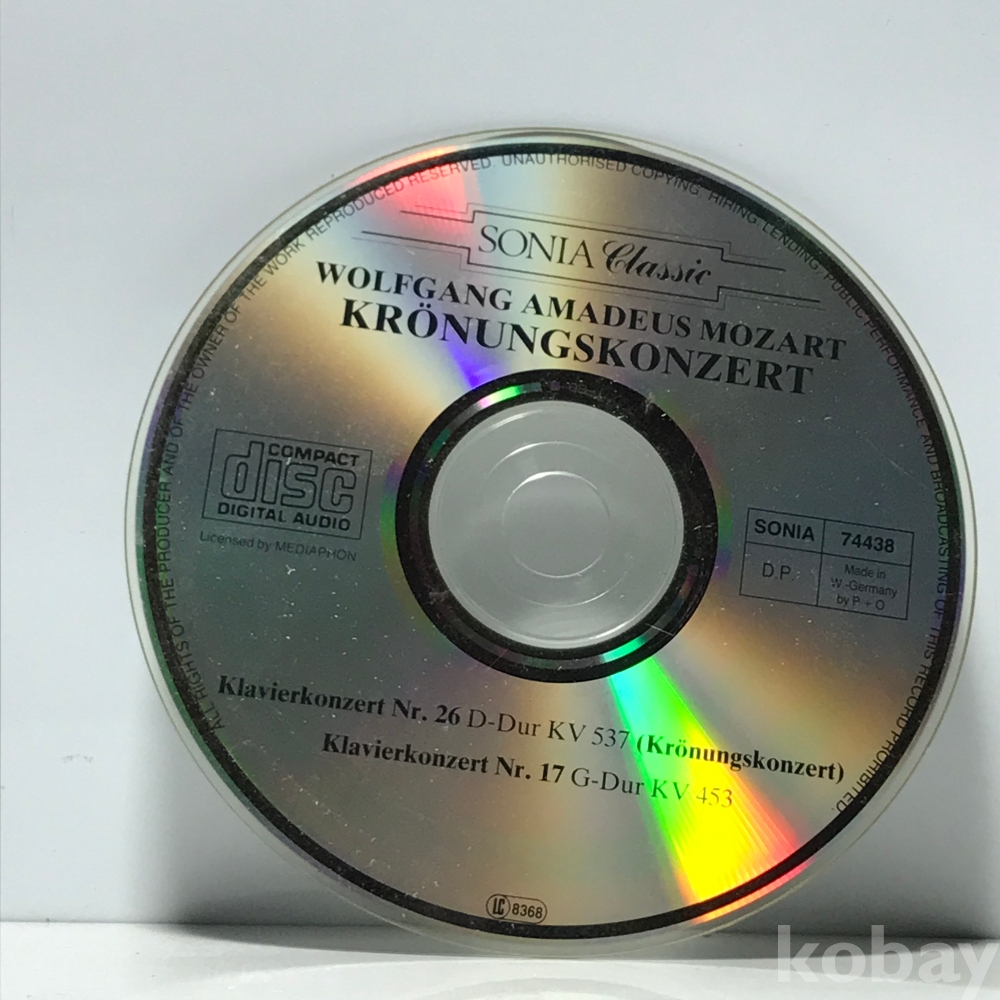 ALL RIGHTS OF THE PRODUCER AND OF THE OWNER OF THE WORK REPRODUCED RESERVED. UNAUTHORISED COPYING, HIRING, LENDING, PUBLIC PERFORMANCE AND BROADCASTING OF THIS RECORD PROHIBITED.
SONIA Classic
WOLFGANG AMADEUS MOZART
KRÖNUNGSKONZERT
COMPACT
disc
DIGITAL AUDIO
Licensed by MEDIAPHON
SONIA 74438
D.P.
Made in
W.-Germany
by P + O
Klavierkonzert Nr. 26 D-Dur KV 537 (Krönungskonzert)
Klavierkonzert Nr. 17 G-Dur KV 453
LC 8368
kobay